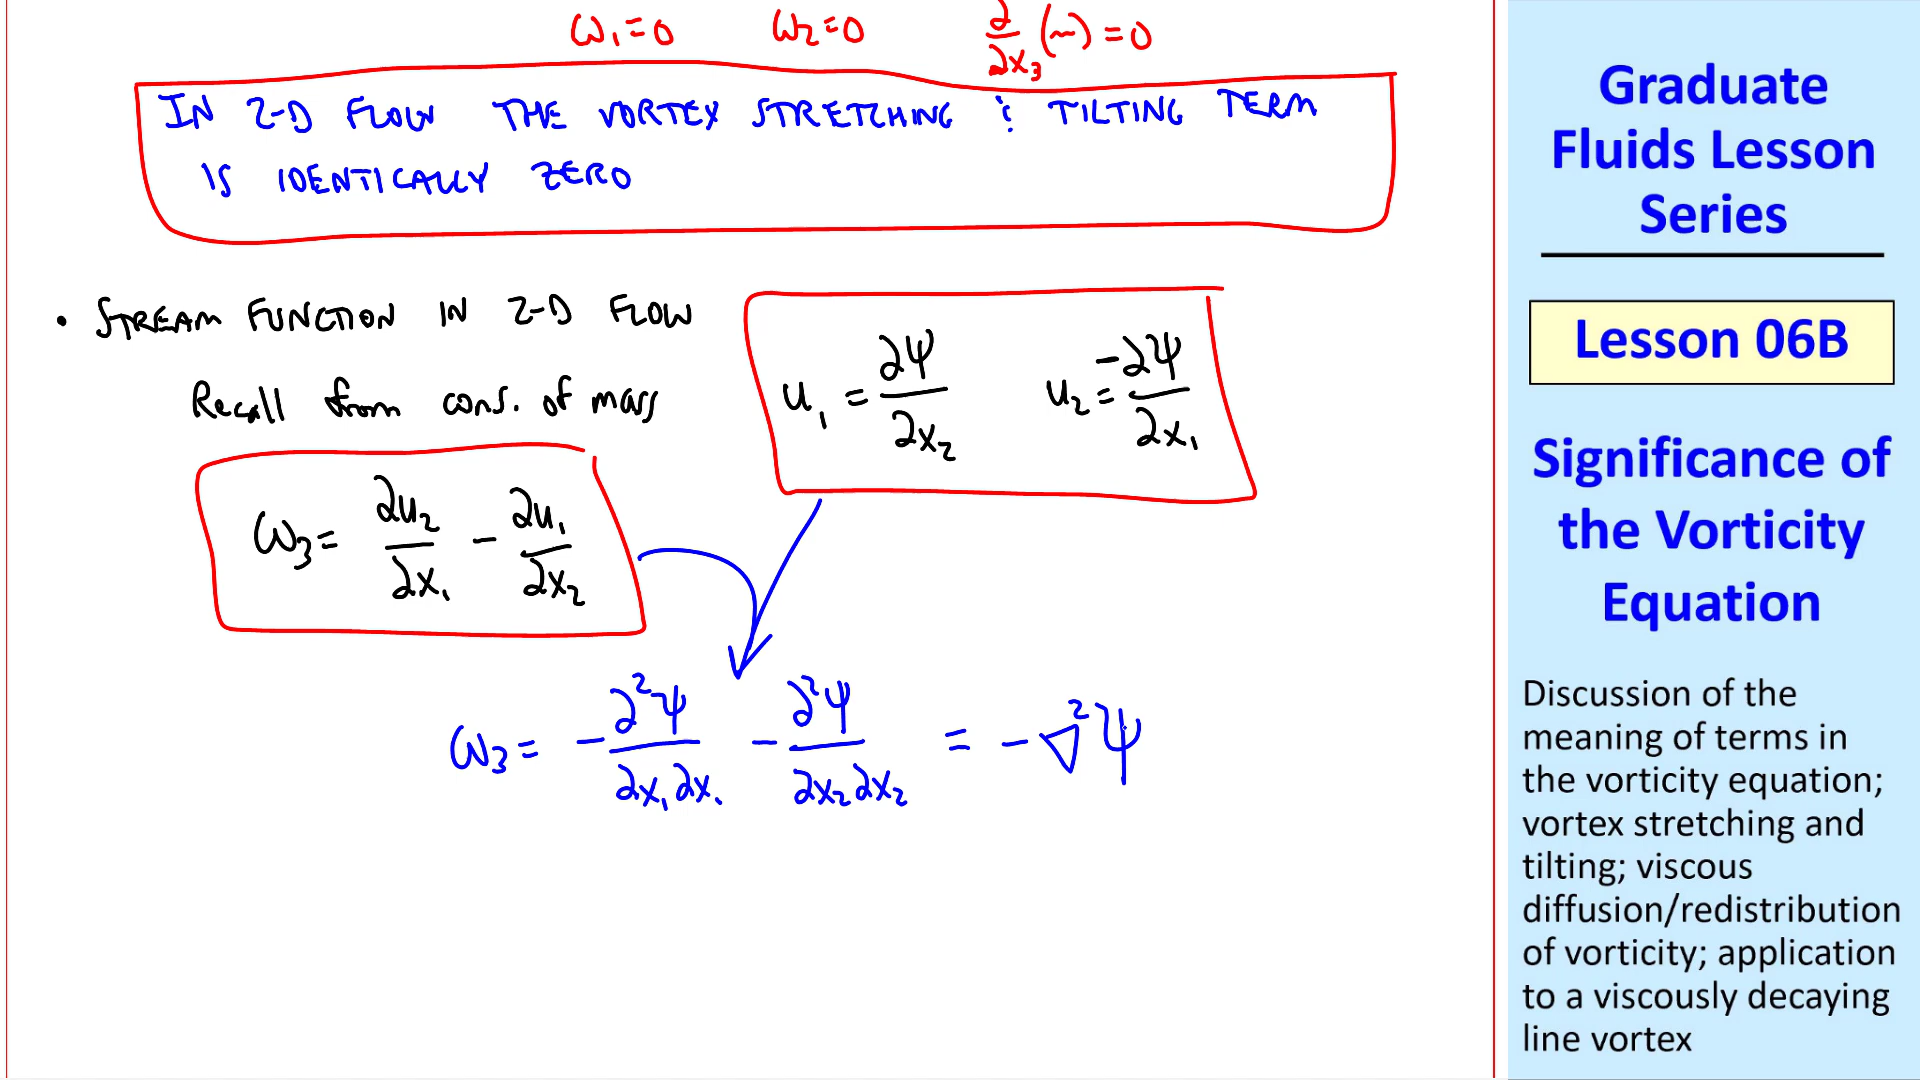 ω₁=0 ω₂=0 ∂/∂x₃ (~) = 0
IN 2-D FLOW THE VORTEX STRETCHING & TILTING TERM
IS IDENTICALLY ZERO
• STREAM FUNCTION IN 2-D FLOW
Recall from cons. of mass
u₁ = ∂ψ/∂x₂ u₂ = -∂ψ/∂x₁
ω₃ = ∂u₂/∂x₁ - ∂u₁/∂x₂
ω₃ = -∂²ψ/∂x₁∂x₁ - ∂²ψ/∂x₂∂x₂ = -∇²ψ
Graduate
Fluids Lesson
Series
Lesson 06B
Significance of
the Vorticity
Equation
Discussion of the
meaning of terms in
the vorticity equation;
vortex stretching and
tilting; viscous
diffusion/redistribution
of vorticity; application
to a viscously decaying
line vortex